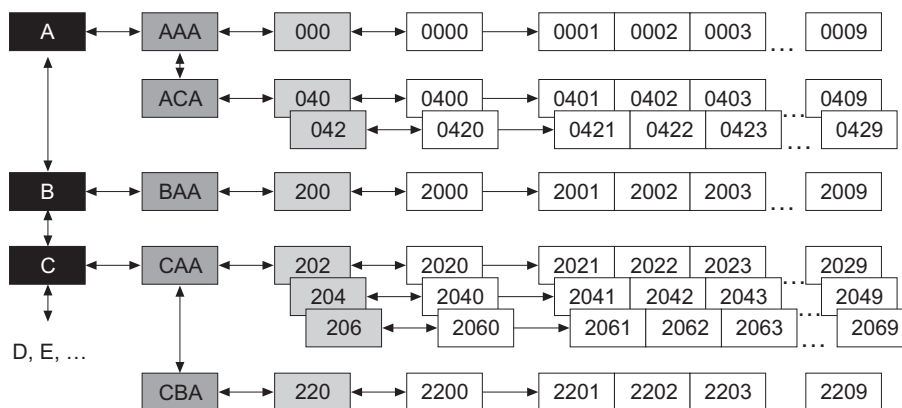 A AAA 000 0000 0001 0002 0003 ... 0009
ACA 040 0400 0401 0402 0403 ... 0409
042 0420 0421 0422 0423 ... 0429
B BAA 200 2000 2001 2002 2003 ... 2009
C CAA 202 2020 2021 2022 2023 ... 2029
204 2040 2041 2042 2043 ... 2049
206 2060 2061 2062 2063 ... 2069
D, E, ...
CBA 220 2200 2201 2202 2203 2209